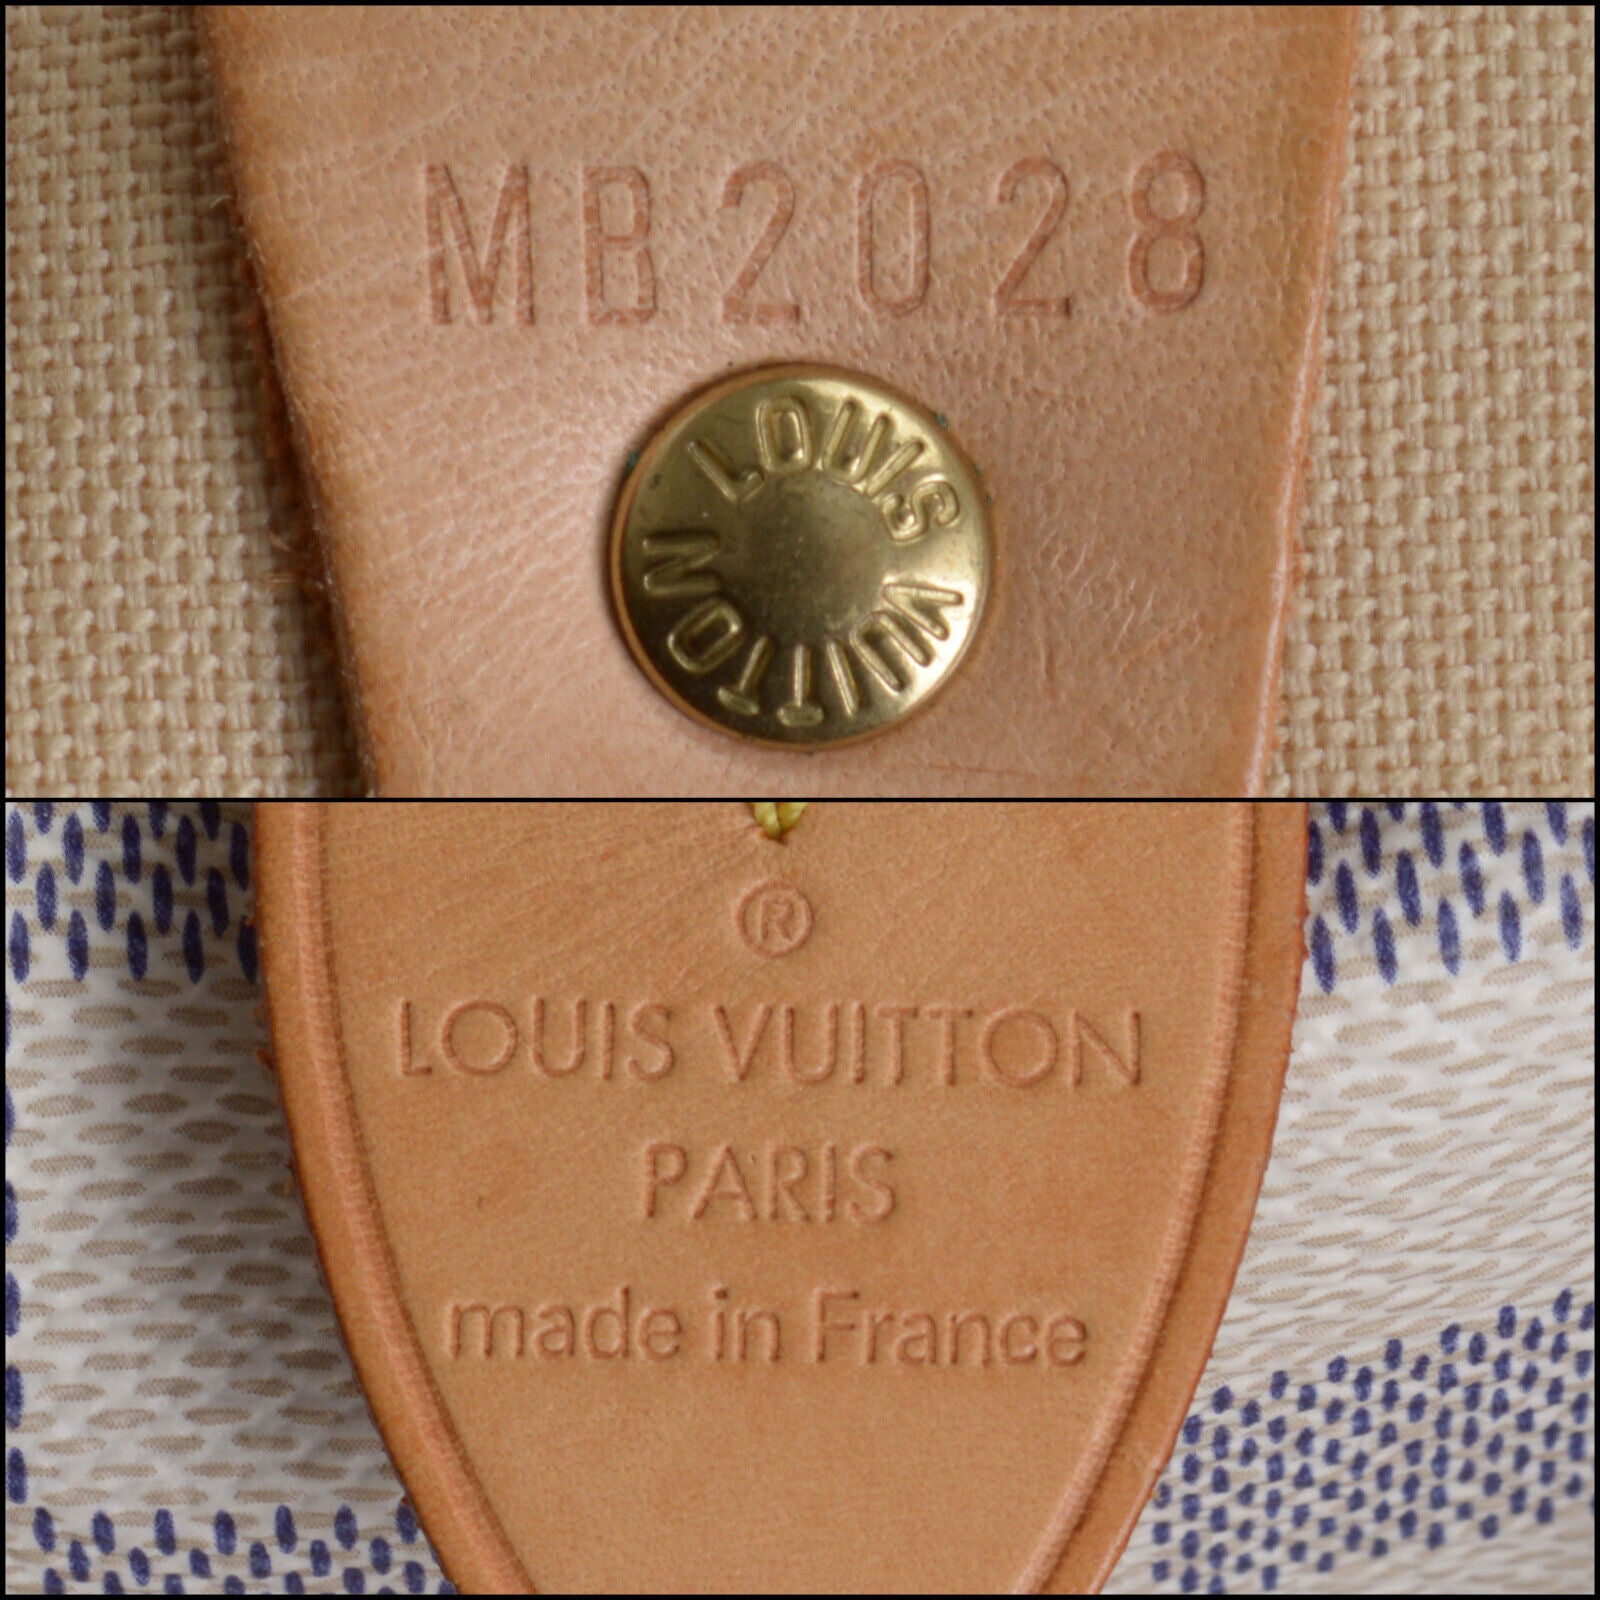 MB2028
LOUIS VUITTON
®
LOUIS VUITTON
PARIS
made in France